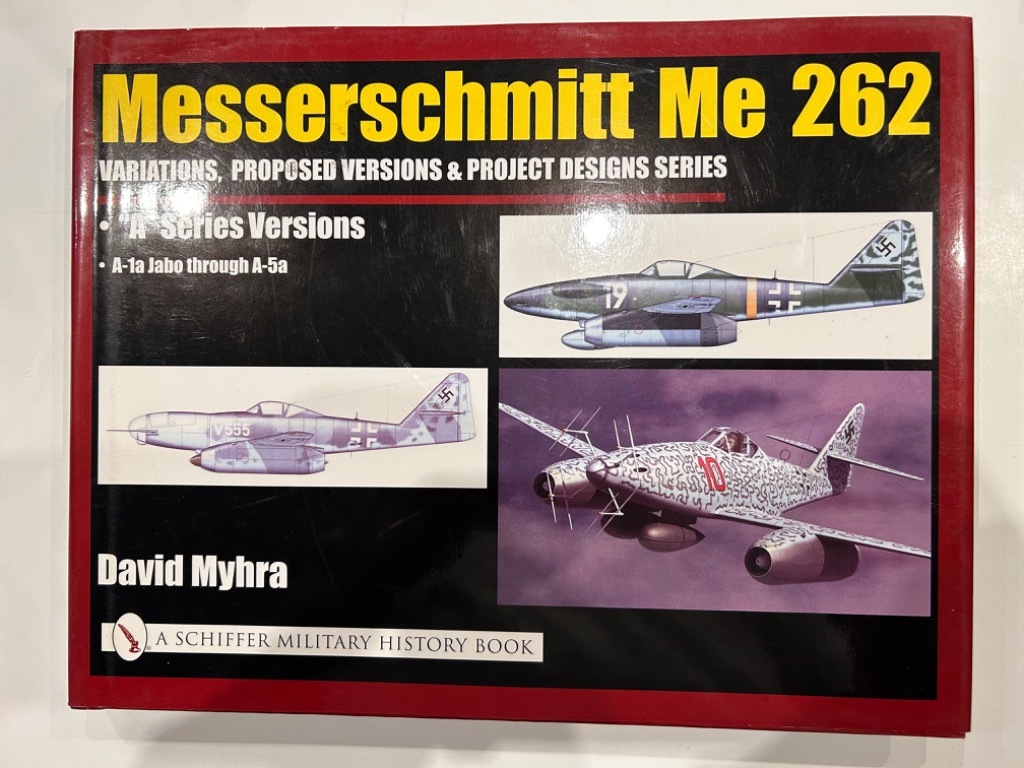 Messerschmitt Me 262
VARIATIONS, PROPOSED VERSIONS & PROJECT DESIGNS SERIES
• "A" Series Versions
• A-1a Jabo through A-5a
19
V555
10
David Myhra
A SCHIFFER MILITARY HISTORY BOOK